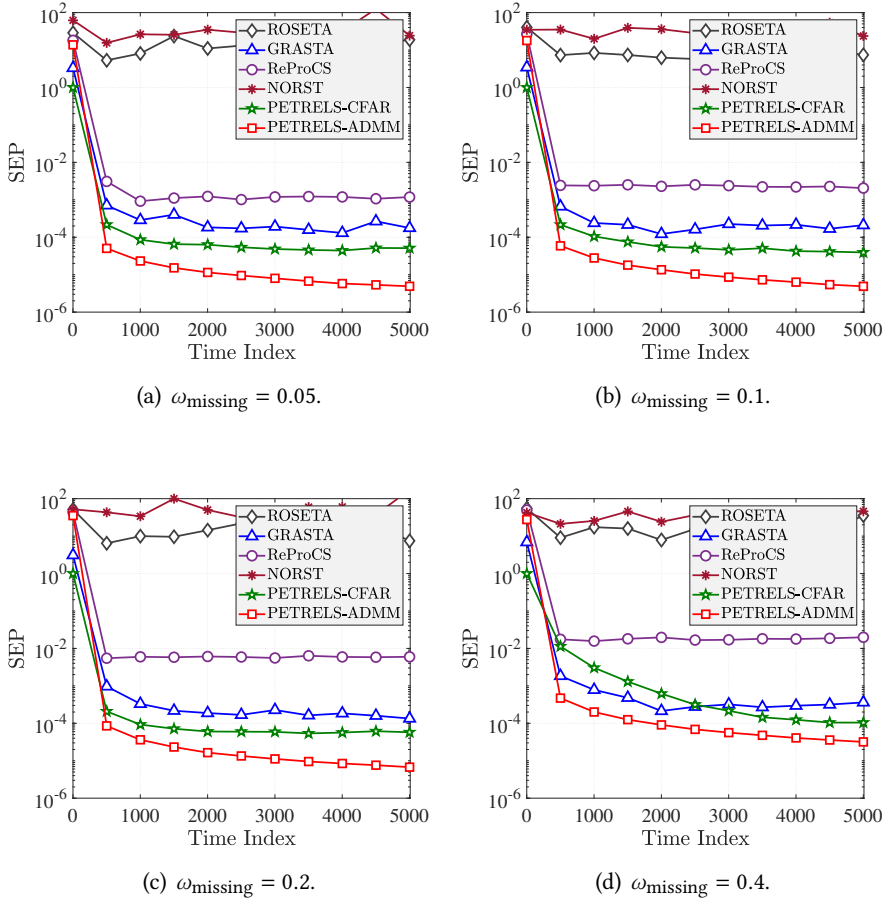 10^2
10^0
10^-2
10^-4
10^-6
SEP
0 1000 2000 3000 4000 5000
Time Index
ROSETA
GRASTA
ReProCS
NORST
PETRELS-CFAR
PETRELS-ADMM
(a) ω_missing = 0.05.
10^2
10^0
10^-2
10^-4
10^-6
SEP
0 1000 2000 3000 4000 5000
Time Index
ROSETA
GRASTA
ReProCS
NORST
PETRELS-CFAR
PETRELS-ADMM
(b) ω_missing = 0.1.
10^2
10^0
10^-2
10^-4
10^-6
SEP
0 1000 2000 3000 4000 5000
Time Index
ROSETA
GRASTA
ReProCS
NORST
PETRELS-CFAR
PETRELS-ADMM
(c) ω_missing = 0.2.
10^2
10^0
10^-2
10^-4
10^-6
SEP
0 1000 2000 3000 4000 5000
Time Index
ROSETA
GRASTA
ReProCS
NORST
PETRELS-CFAR
PETRELS-ADMM
(d) ω_missing = 0.4.